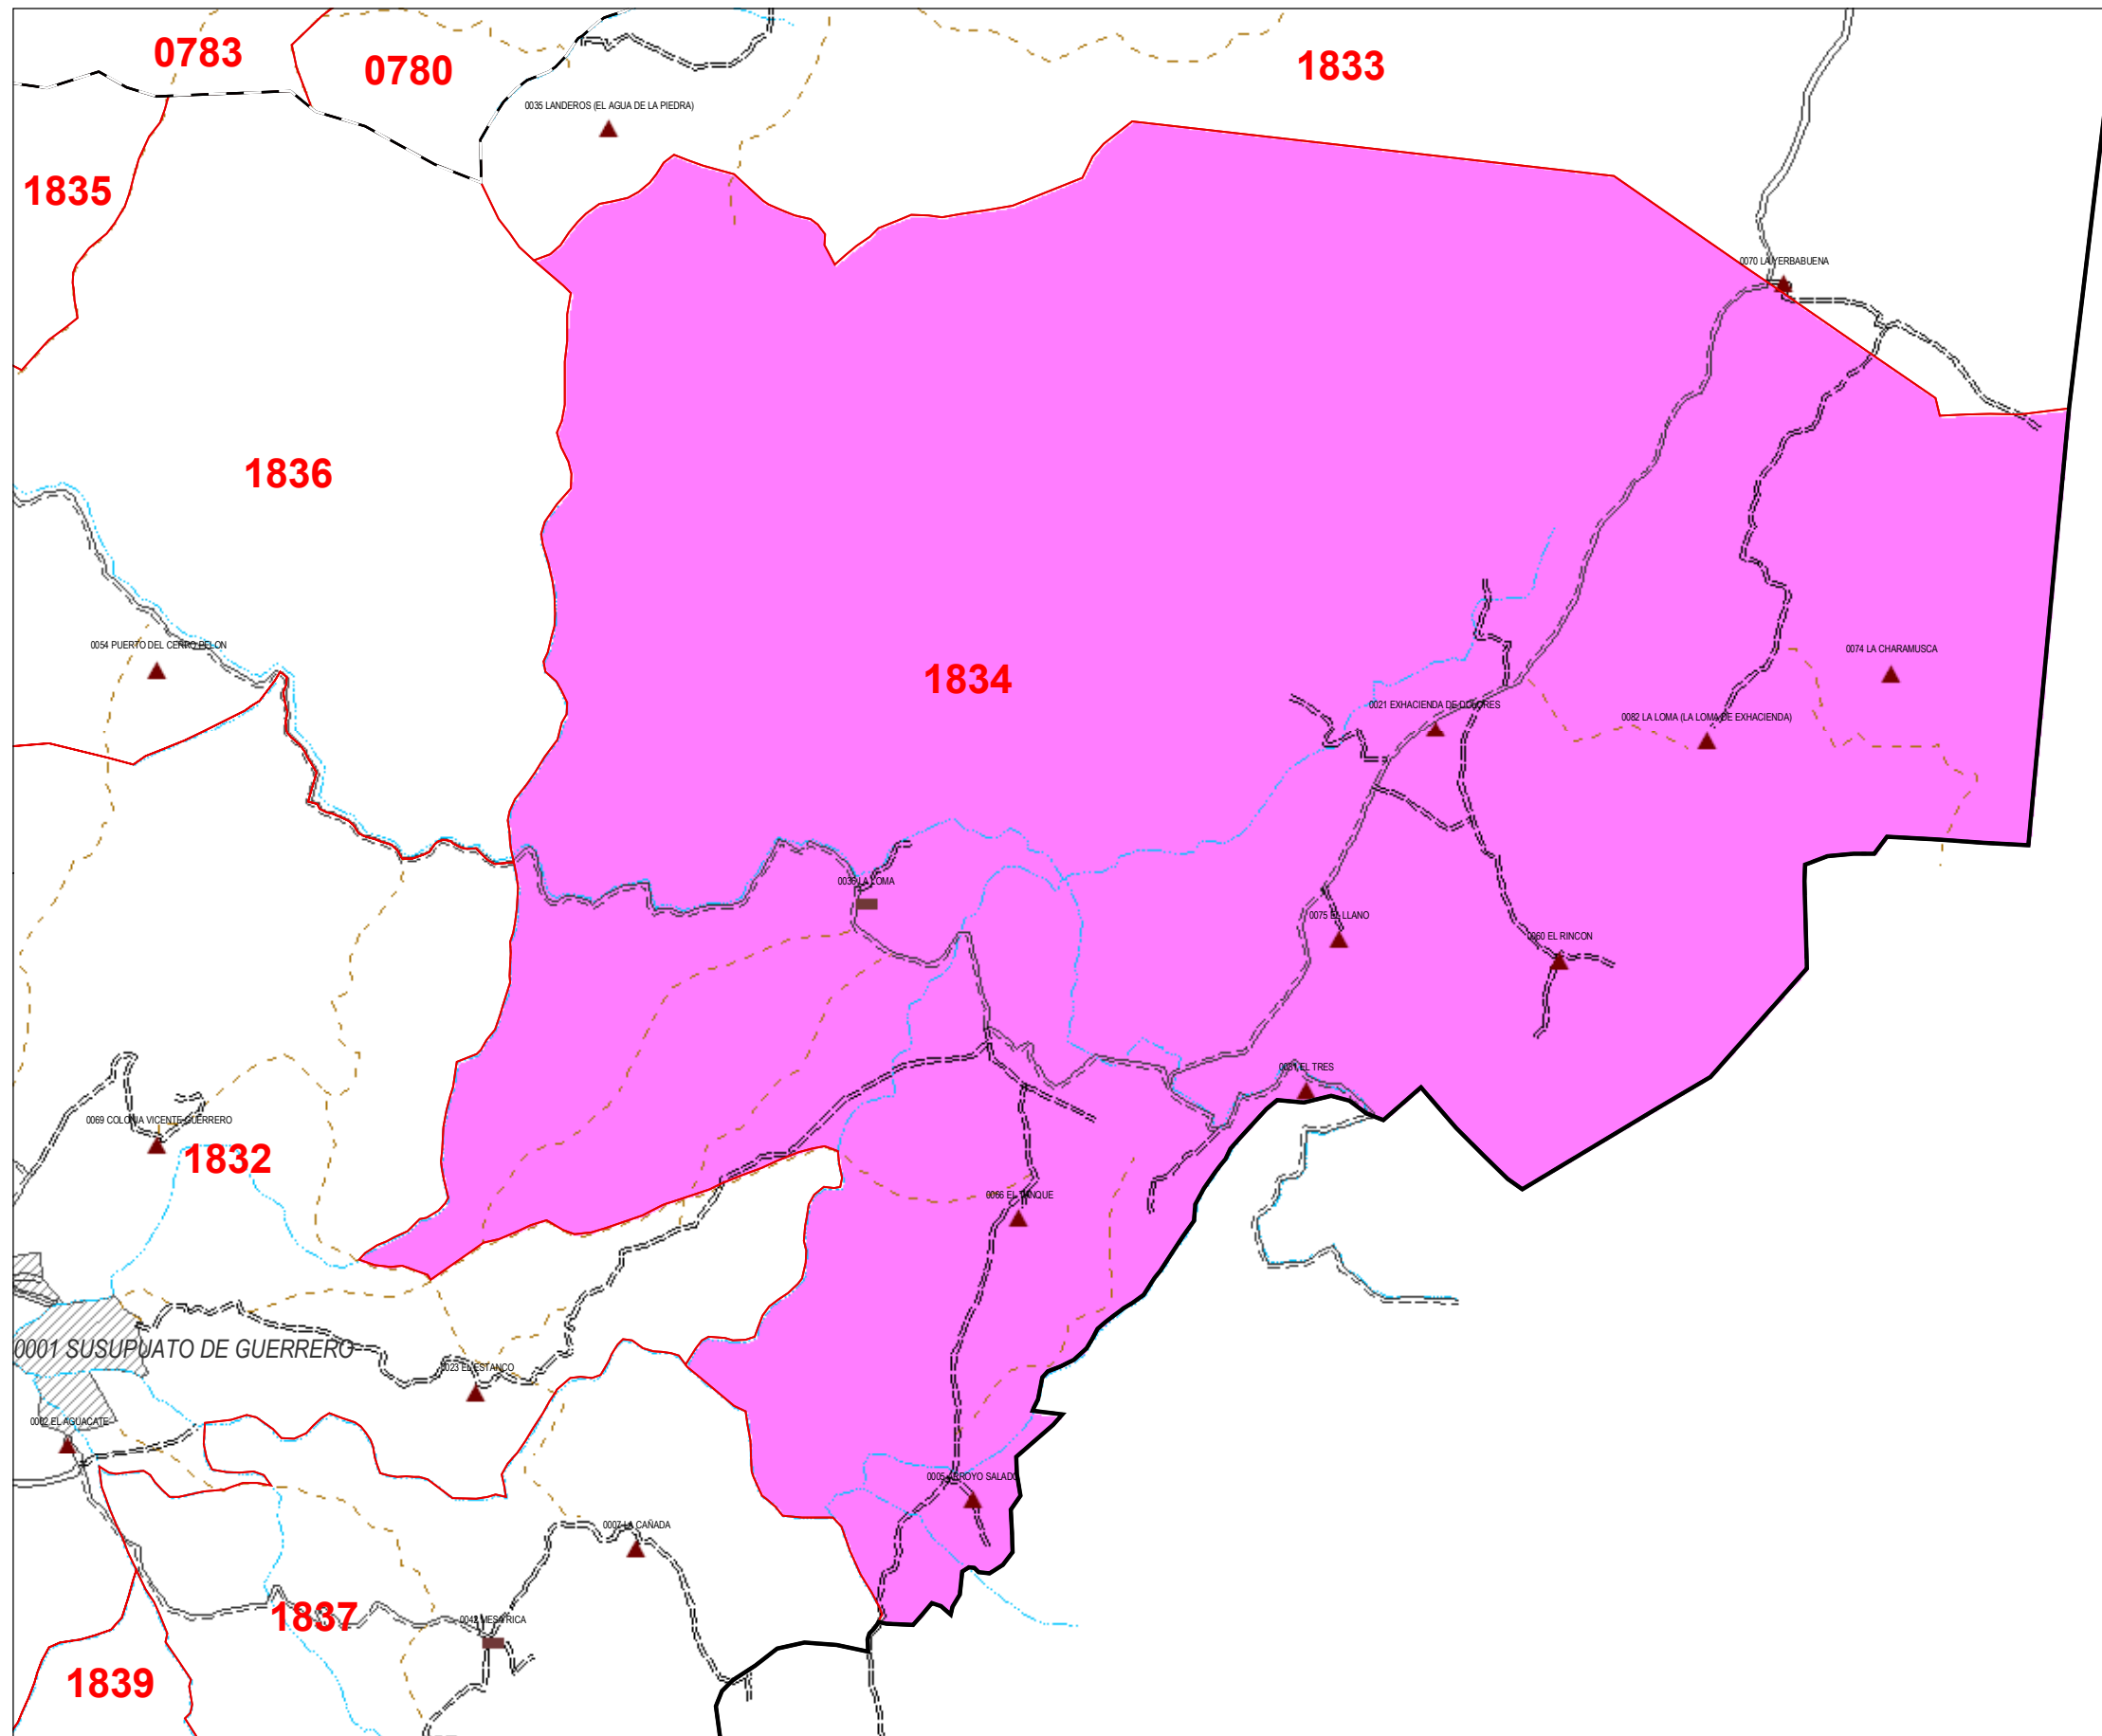 0783
0780
1833
0035 LANDEROS (EL AGUA DE LA PIEDRA)
1835
0070 LA YERBABUENA
1836
0054 PUERTO DEL CERRO PELON
1834
0074 LA CHARAMUSCA
0021 EXHACIENDA DE DOLORES
0082 LA LOMA (LA LOMA DE EXHACIENDA)
LA LOMA
0075 EL LLANO
0060 EL RINCON
EL TRES
0069 COLONIA VICENTE GUERRERO
1832
0066 EL TANQUE
0001 SUSUPUATO DE GUERRERO
0023 EL ESTANCO
0002 EL AGUACATE
0005 ARROYO SALADO
0007 LA CAÑADA
1837
0042 MESA RICA
1839